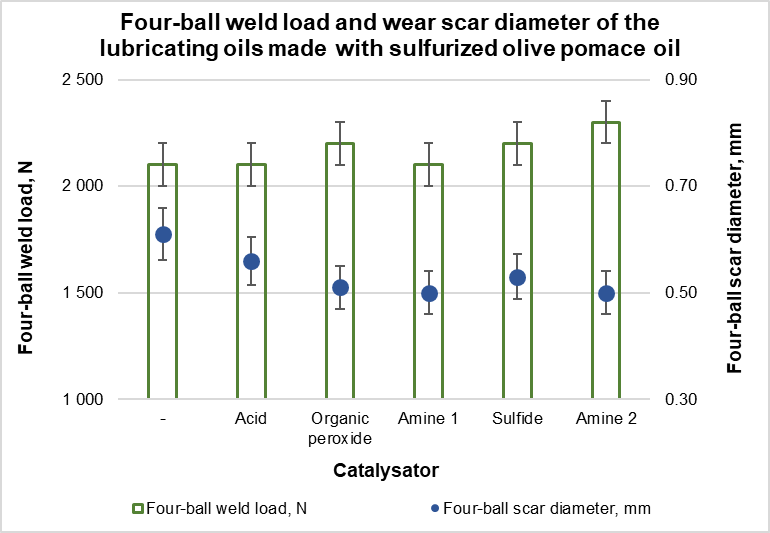 Four-ball weld load and wear scar diameter of the
lubricating oils made with sulfurized olive pomace oil
2 500
2 000
1 500
1 000
Four-ball weld load, N
0.90
0.70
0.50
0.30
Four-ball scar diameter, mm
-
Acid
Organic
peroxide
Amine 1
Sulfide
Amine 2
Catalysator
Four-ball weld load, N
Four-ball scar diameter, mm